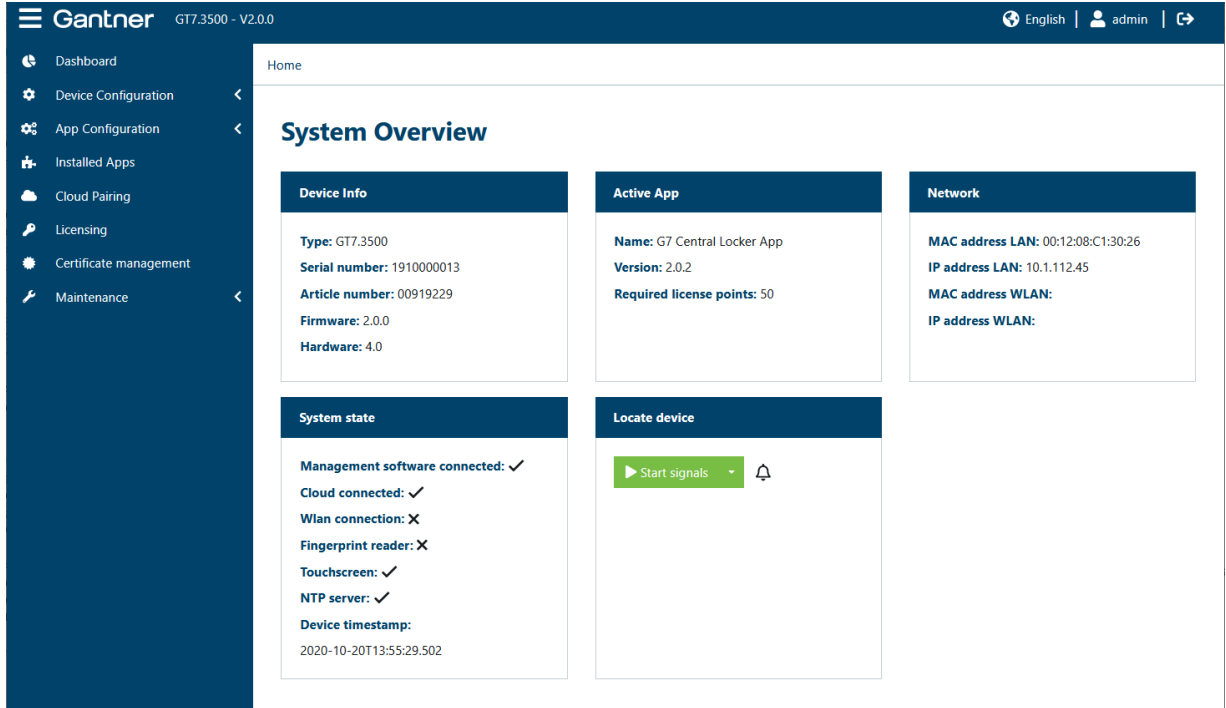 Gantner GT7.3500 - V2.0.0 English | admin |
Dashboard
Device Configuration
App Configuration
Installed Apps
Cloud Pairing
Licensing
Certificate management
Maintenance
Home
System Overview
Device Info
Type: GT7.3500
Serial number: 1910000013
Article number: 00919229
Firmware: 2.0.0
Hardware: 4.0
Active App
Name: G7 Central Locker App
Version: 2.0.2
Required license points: 50
Network
MAC address LAN: 00:12:08:C1:30:26
IP address LAN: 10.1.112.45
MAC address WLAN:
IP address WLAN:
System state
Management software connected: ✓
Cloud connected: ✓
Wlan connection: ✕
Fingerprint reader: ✕
Touchscreen: ✓
NTP server: ✓
Device timestamp:
2020-10-20T13:55:29.502
Locate device
Start signals